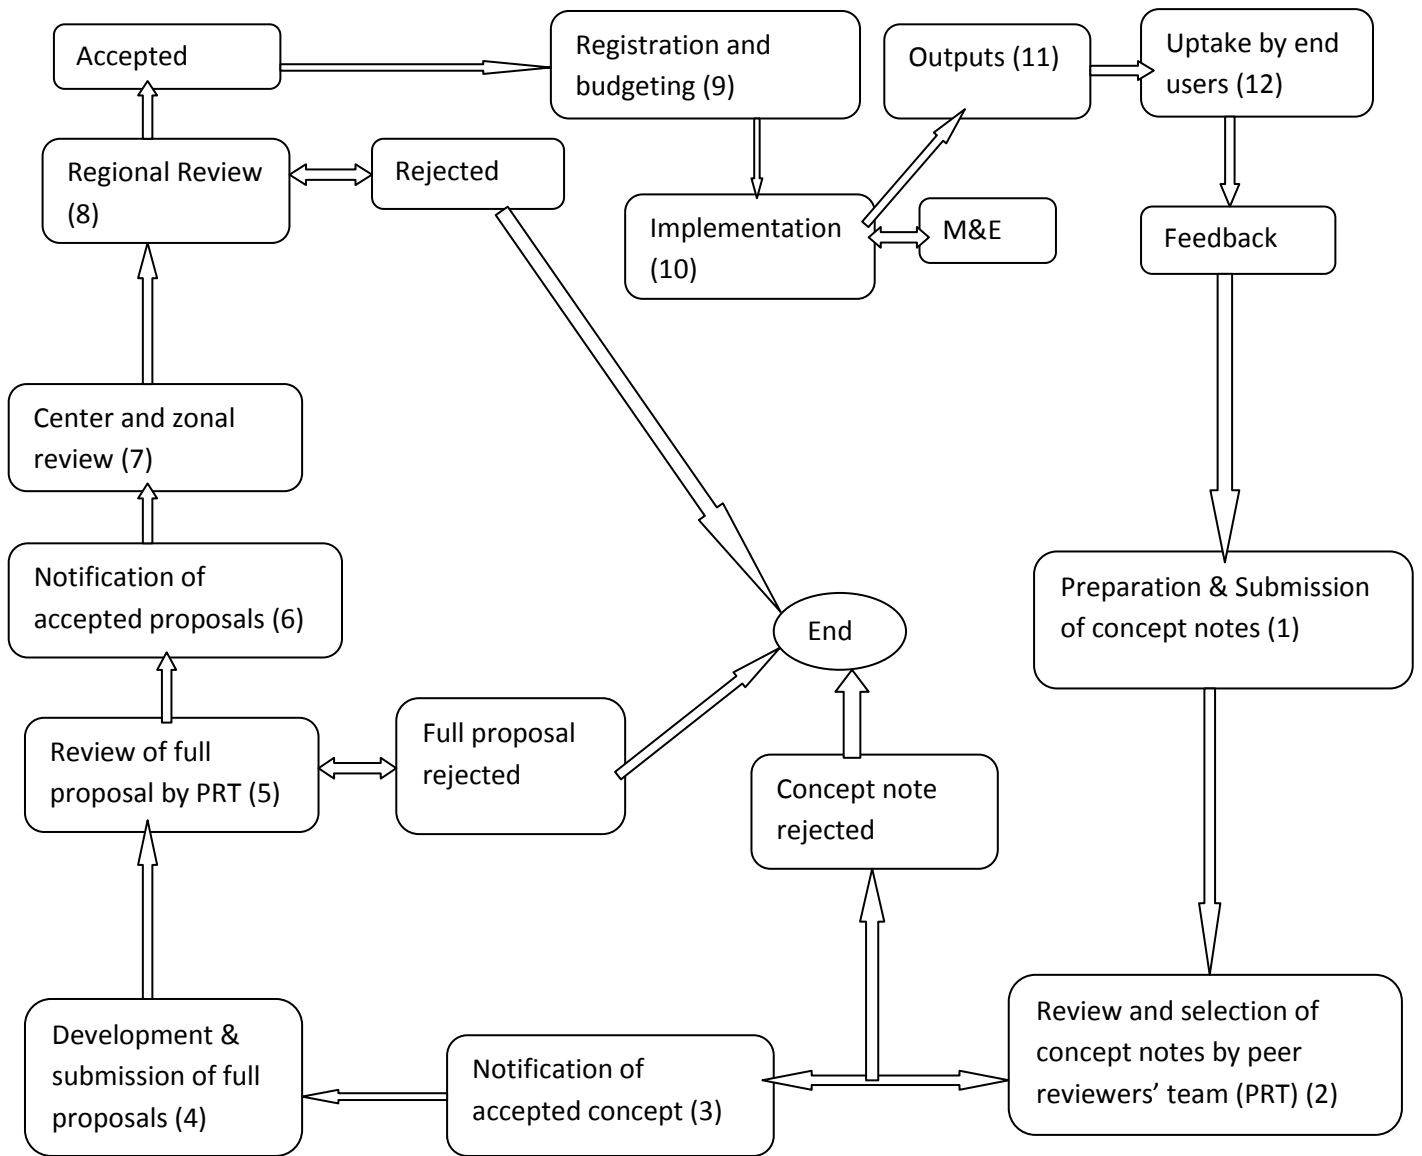 Accepted
Registration and
budgeting (9)
Outputs (11)
Uptake by end
users (12)
Regional Review
(8)
Rejected
Implementation
(10)
M&E
Feedback
Center and zonal
review (7)
Notification of
accepted proposals (6)
End
Preparation & Submission
of concept notes (1)
Review of full
proposal by PRT (5)
Full proposal
rejected
Concept note
rejected
Development &
submission of full
proposals (4)
Notification of
accepted concept (3)
Review and selection of
concept notes by peer
reviewers’ team (PRT) (2)